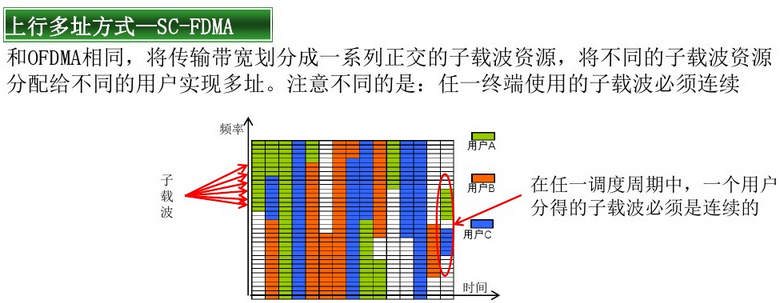 上行多址方式—SC-FDMA
和OFDMA相同，将传输带宽划分成一系列正交的子载波资源，将不同的子载波资源
分配给不同的用户实现多址。注意不同的是：任一终端使用的子载波必须连续
频率
用户A
子载波
用户B
在任一调度周期中，一个用户
分得的子载波必须是连续的
用户C
时间